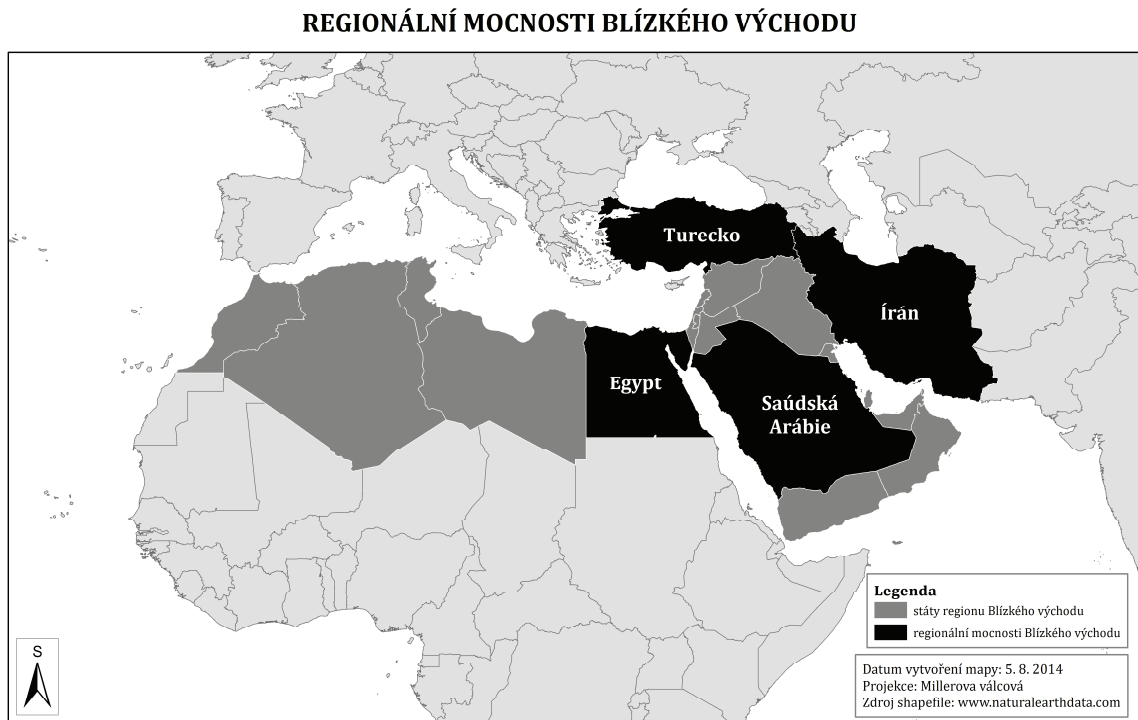 REGIONÁLNÍ MOCNOSTI BLÍZKÉHO VÝCHODU
Turecko
Írán
Egypt
Saúdská
Arábie
Legenda
státy regionu Blízkého východu
regionální mocnosti Blízkého východu
S
Datum vytvoření mapy: 5. 8. 2014
Projekce: Millerova válcová
Zdroj shapefile: www.naturalearthdata.com